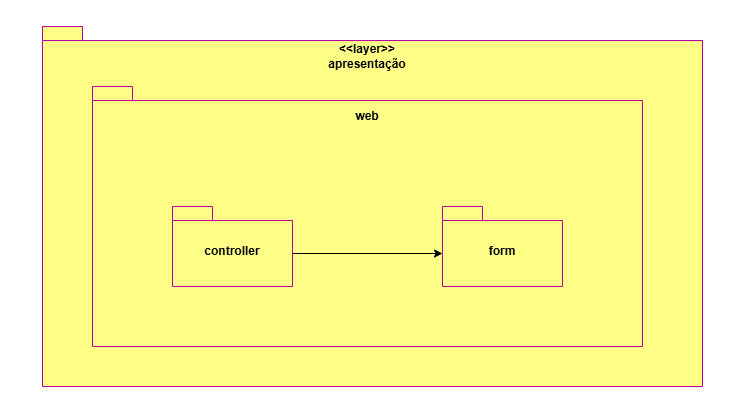 <<layer>>
apresentação
web
controller
form